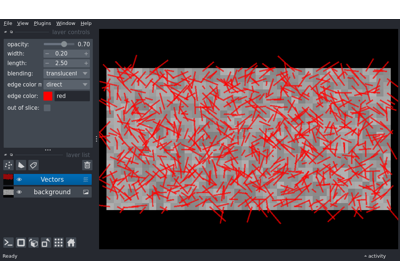 File View Plugins Window Help
layer controls
opacity: 0.70
width: 0.20
length: 2.50
blending: translucent
edge color m direct
edge color: red
out of slice:
layer list
Vectors
background
Ready
activity